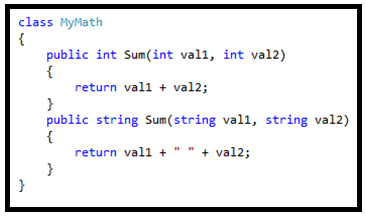 class MyMath
{
    public int Sum(int val1, int val2)
    {
        return val1 + val2;
    }
    public string Sum(string val1, string val2)
    {
        return val1 + " " + val2;
    }
}